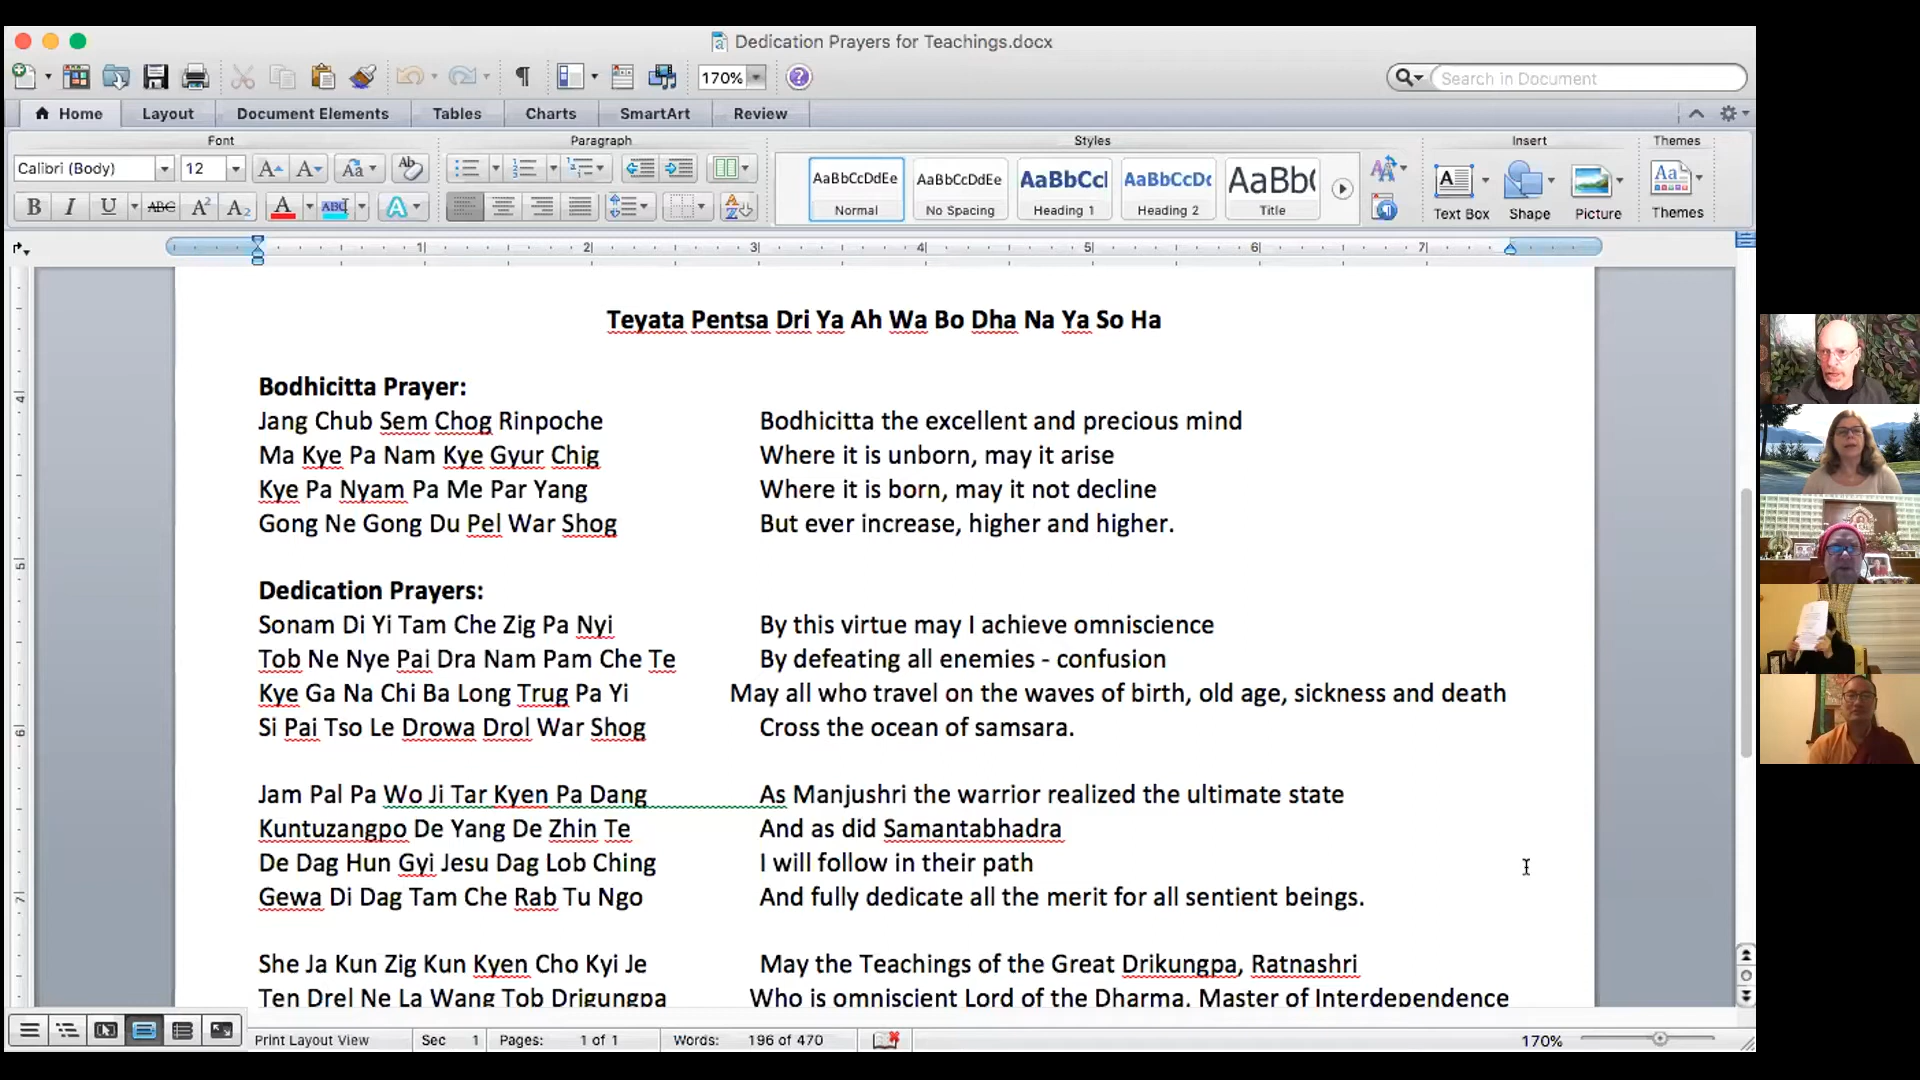 Dedication Prayers for Teachings.docx
170%
Search in Document
Home Layout Document Elements Tables Charts SmartArt Review
Font Paragraph Styles Insert Themes
Calibri (Body) 12
AaBbCcDdEe AaBbCcDdEe AaBbCcl AaBbCcDc AaBb(
Normal No Spacing Heading 1 Heading 2 Title
Text Box Shape Picture Themes
B I U ABC A² A₂ A ABC A
1 2 3 4 5 6 7
Teyata Pentsa Dri Ya Ah Wa Bo Dha Na Ya So Ha
Bodhicitta Prayer:
Jang Chub Sem Chog Rinpoche Bodhicitta the excellent and precious mind
Ma Kye Pa Nam Kye Gyur Chig Where it is unborn, may it arise
Kye Pa Nyam Pa Me Par Yang Where it is born, may it not decline
Gong Ne Gong Du Pel War Shog But ever increase, higher and higher.
Dedication Prayers:
Sonam Di Yi Tam Che Zig Pa Nyi By this virtue may I achieve omniscience
Tob Ne Nye Pai Dra Nam Pam Che Te By defeating all enemies - confusion
Kye Ga Na Chi Ba Long Trug Pa Yi May all who travel on the waves of birth, old age, sickness and death
Si Pai Tso Le Drowa Drol War Shog Cross the ocean of samsara.
Jam Pal Pa Wo Ji Tar Kyen Pa Dang As Manjushri the warrior realized the ultimate state
Kuntuzangpo De Yang De Zhin Te And as did Samantabhadra
De Dag Hun Gyi Jesu Dag Lob Ching I will follow in their path
Gewa Di Dag Tam Che Rab Tu Ngo And fully dedicate all the merit for all sentient beings.
She Ja Kun Zig Kun Kyen Cho Kyi Je May the Teachings of the Great Drikungpa, Ratnashri
Ten Drel Ne La Wang Tob Drigungpa Who is omniscient Lord of the Dharma, Master of Interdependence
Print Layout View Sec 1 Pages: 1 of 1 Words: 196 of 470 170%